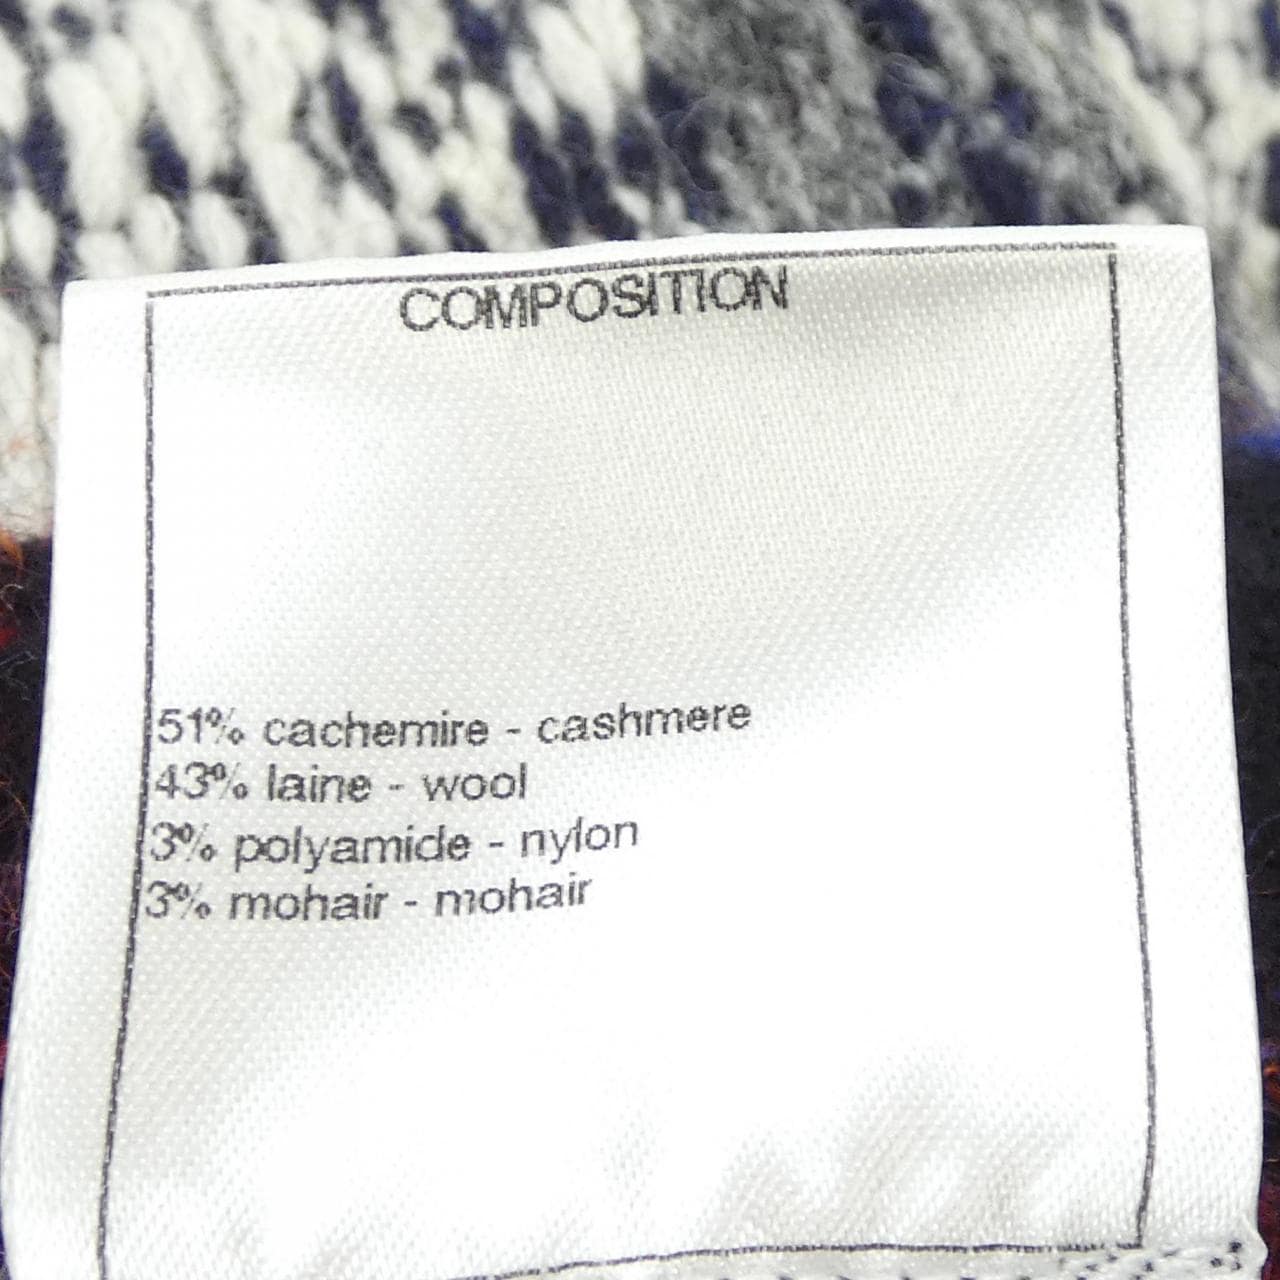 COMPOSITION
51% cachemire - cashmere
43% laine - wool
3% polyamide - nylon
3% mohair - mohair